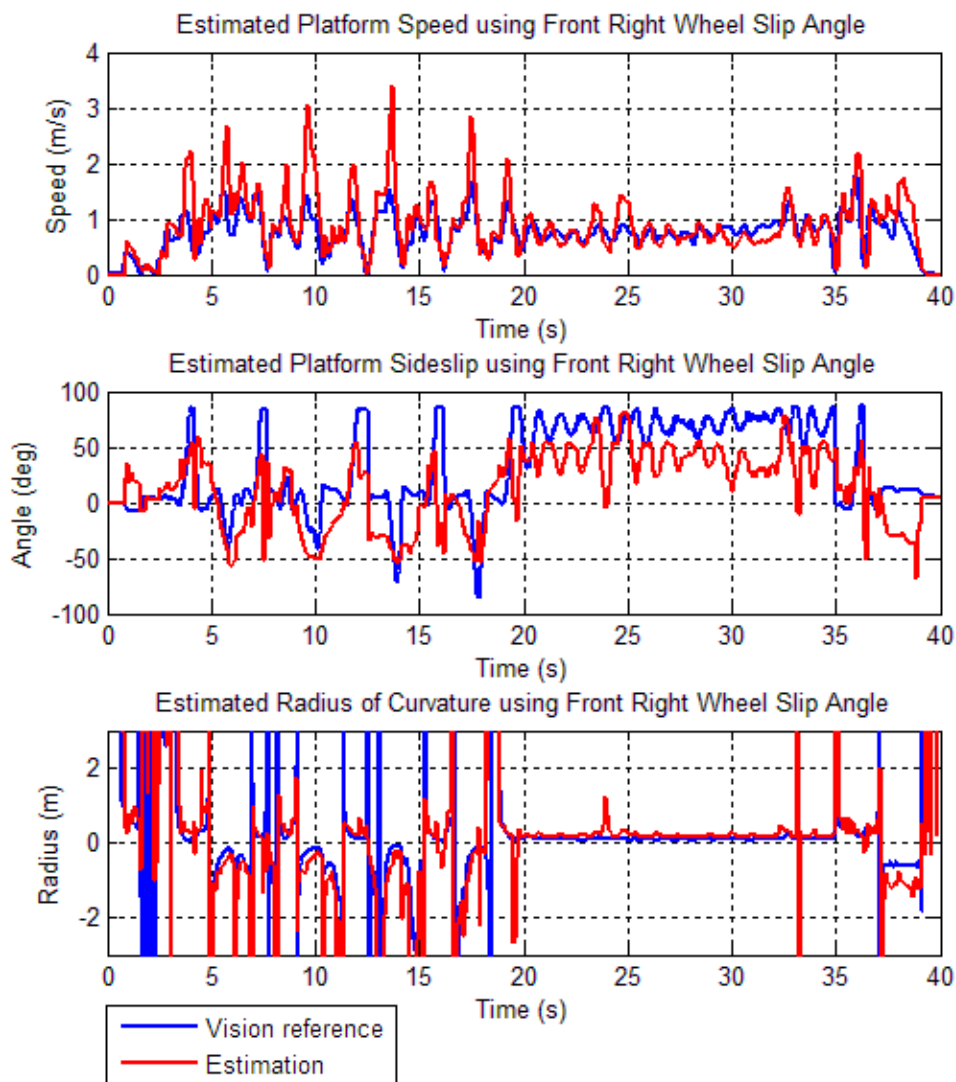 Estimated Platform Speed using Front Right Wheel Slip Angle
4
3
2
1
0
Speed (m/s)
0 5 10 15 20 25 30 35 40
Time (s)
Estimated Platform Sideslip using Front Right Wheel Slip Angle
100
50
0
-50
-100
Angle (deg)
0 5 10 15 20 25 30 35 40
Time (s)
Estimated Radius of Curvature using Front Right Wheel Slip Angle
2
0
-2
Radius (m)
0 5 10 15 20 25 30 35 40
Time (s)
Vision reference
Estimation